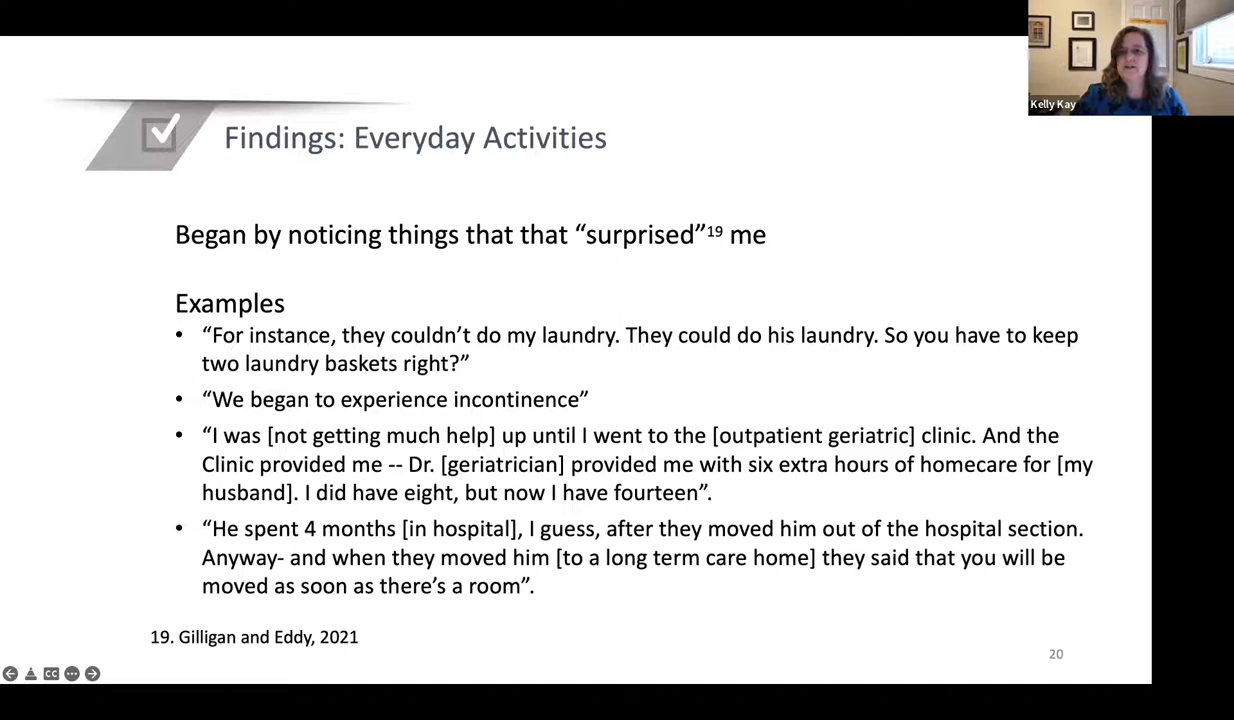 Kelly Kay
Findings: Everyday Activities
Began by noticing things that that “surprised”¹⁹ me
Examples
• “For instance, they couldn’t do my laundry. They could do his laundry. So you have to keep
two laundry baskets right?”
• “We began to experience incontinence”
• “I was [not getting much help] up until I went to the [outpatient geriatric] clinic. And the
Clinic provided me -- Dr. [geriatrician] provided me with six extra hours of homecare for [my
husband]. I did have eight, but now I have fourteen”.
• “He spent 4 months [in hospital], I guess, after they moved him out of the hospital section.
Anyway- and when they moved him [to a long term care home] they said that you will be
moved as soon as there’s a room”.
19. Gilligan and Eddy, 2021
20
CC